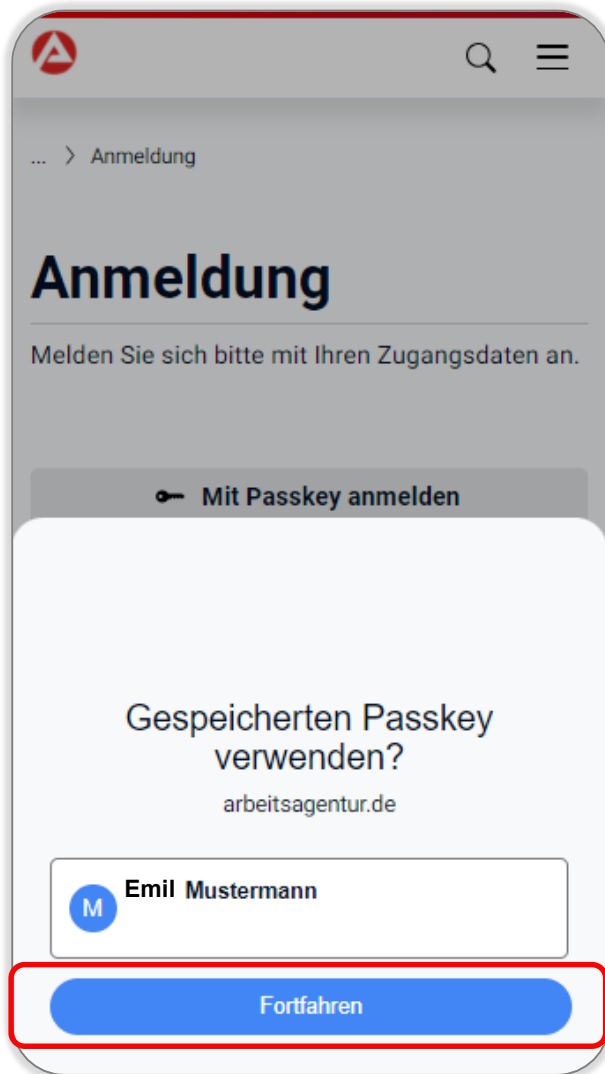 ... > Anmeldung
Anmeldung
Melden Sie sich bitte mit Ihren Zugangsdaten an.
Mit Passkey anmelden
Gespeicherten Passkey
verwenden?
arbeitsagentur.de
M Emil Mustermann
Fortfahren